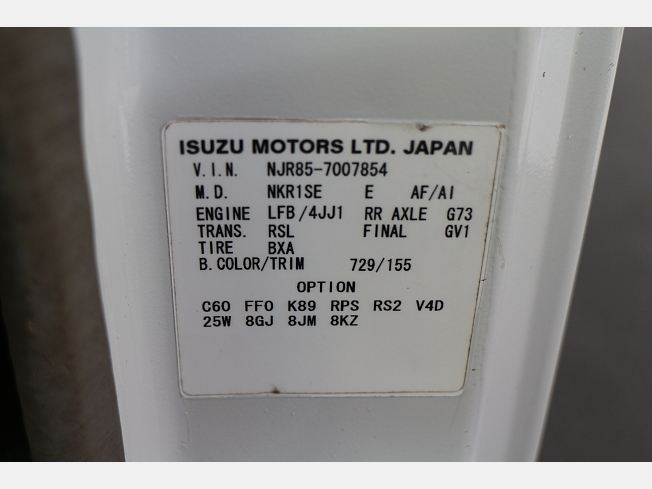 ISUZU MOTORS LTD. JAPAN
V.I.N. NJR85-7007854
M.D. NKR1SE E AF/AI
ENGINE LFB/4JJ1 RR AXLE G73
TRANS. RSL FINAL GV1
TIRE BXA
B.COLOR/TRIM 729/155
OPTION
C60 FF0 K89 RPS RS2 V4D
25W 8GJ 8JM 8KZ